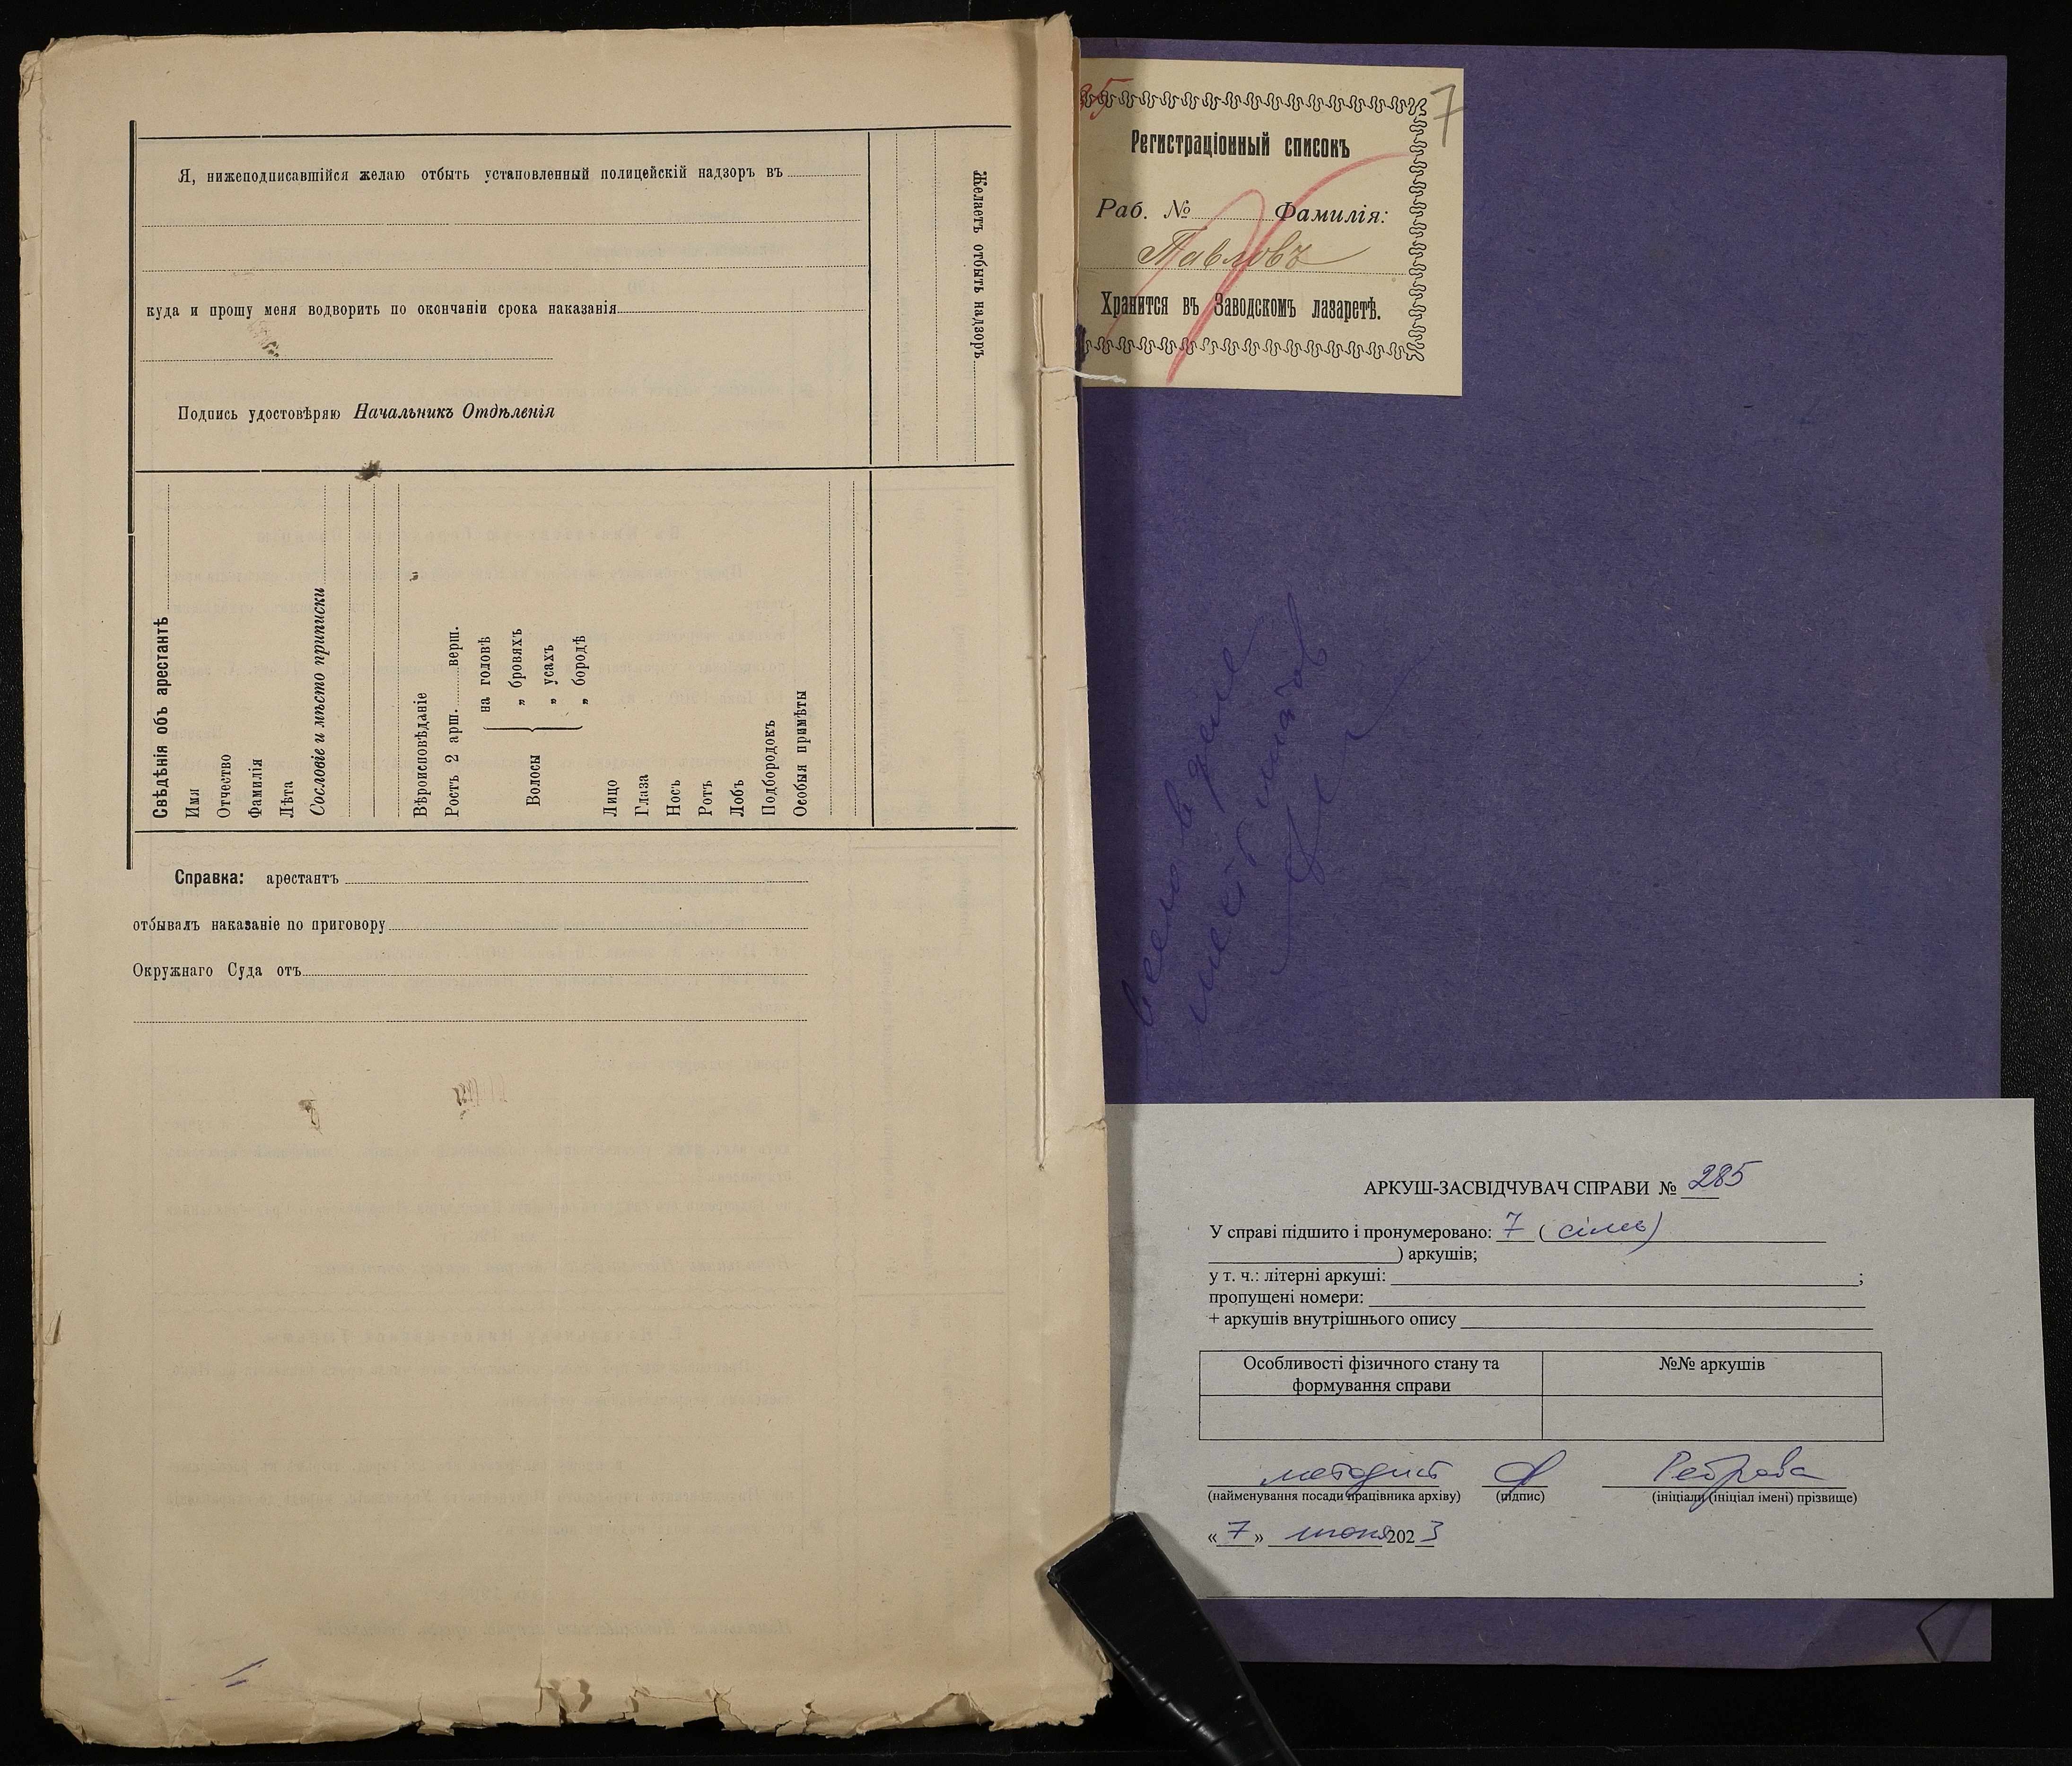 Я, нижеподписавшійся желаю отбыть установленный полицейскій надзоръ въ
куда и прошу меня водворить по окончаніи срока наказанія
Подпись удостовѣряю Начальникъ Отдѣленія
Желаетъ отбыть надзоръ
Свѣдѣнія объ арестантѣ
Имя
Отчество
Фамилія
Лѣта
Сословіе и мѣсто приписки
Вѣроисповѣданіе
Ростъ 2 арш. верш.
Волосы
на головѣ
„ бровяхъ
„ усахъ
„ бородѣ
Лицо
Глаза
Носъ
Ротъ
Лобъ
Подбородокъ
Особыя примѣты
Справка: арестантъ
отбывалъ наказаніе по приговору
Окружнаго Суда отъ
7
Регистраціонный списокъ
Раб. № Фамилія:
Павловъ
Хранится въ Заводскомъ лазаретѣ.
всего в деле
шесть листов
АРКУШ-ЗАСВІДЧУВАЧ СПРАВИ № 285
У справі підшито і пронумеровано: 7 (сім)
) аркушів;
у т. ч.: літерні аркуші: ;
пропущені номери:
+ аркушів внутрішнього опису
Особливості фізичного стану та
формування справи
№№ аркушів
методист Реброва
(найменування посади працівника архіву) (підпис) (ініціали (ініціал імені) прізвище)
«7» июня 2023